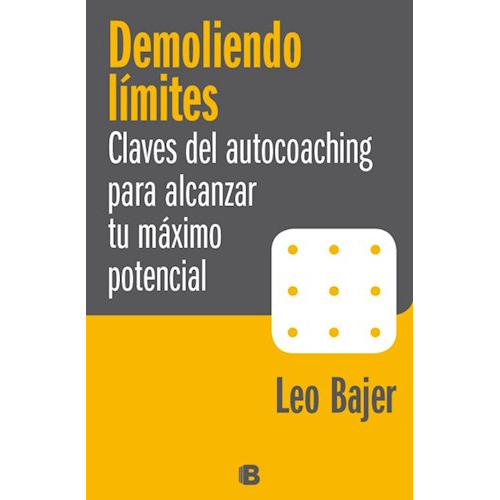 Demoliendo
límites
Claves del autocoaching
para alcanzar
tu máximo
potencial
Leo Bajer
B